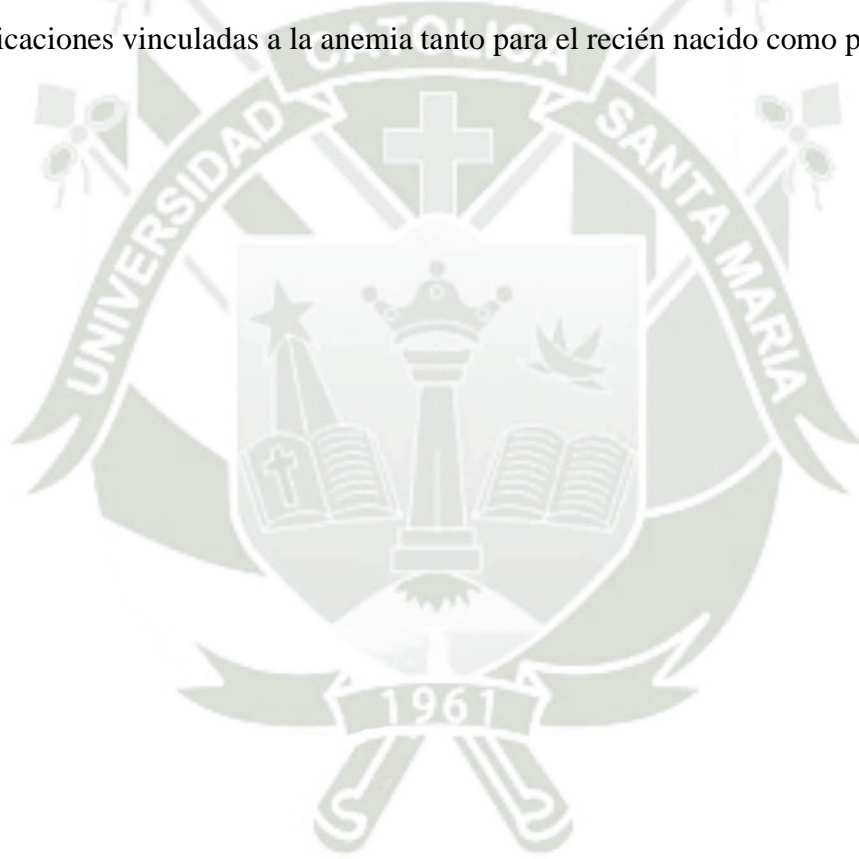 icaciones vinculadas a la anemia tanto para el recién nacido como p
UNIVERSIDAD CATOLICA SANTA MARIA
1961